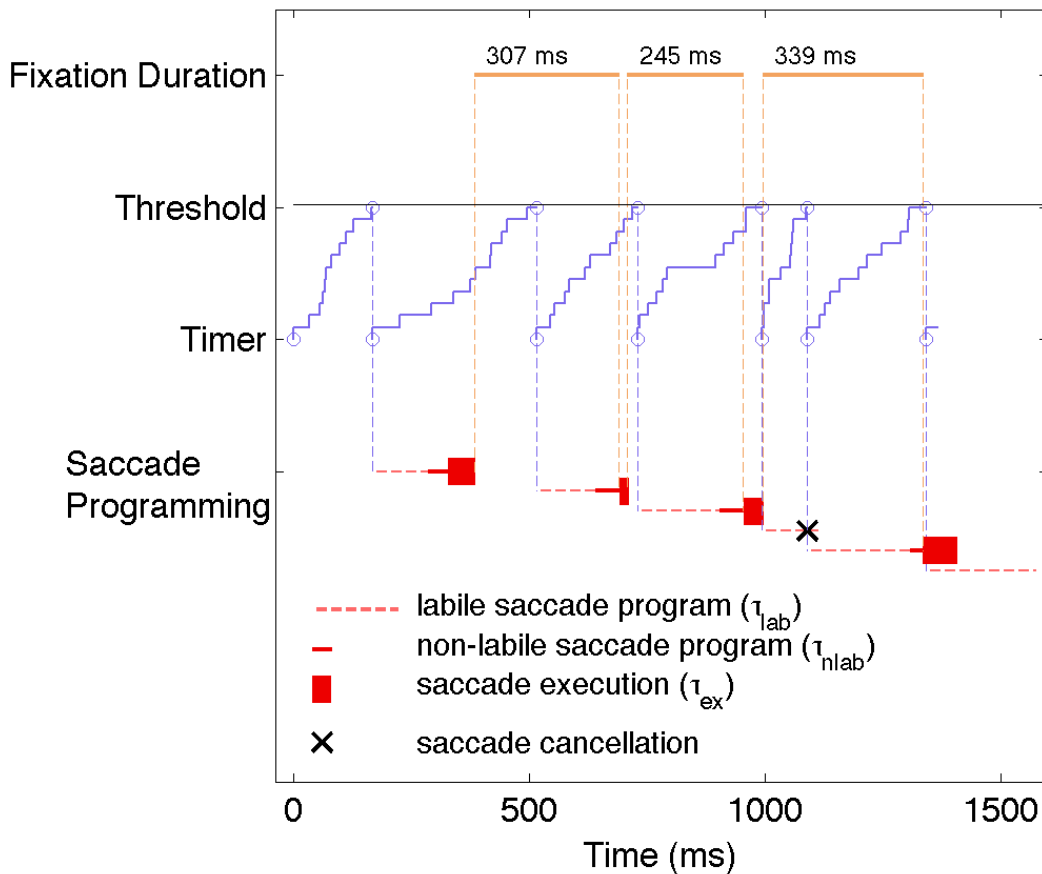 307 ms 245 ms 339 ms
Fixation Duration
Threshold
Timer
Saccade
Programming
labile saccade program (τlab)
non-labile saccade program (τnlab)
saccade execution (τex)
saccade cancellation
0 500 1000 1500
Time (ms)